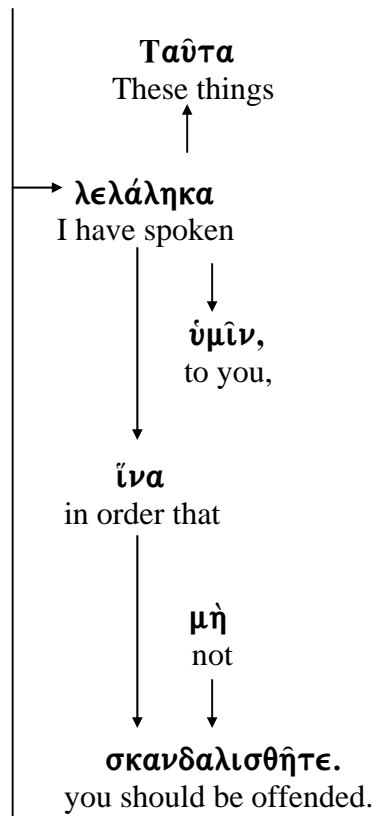 Ταῦτα
These things
λελάληκα
I have spoken
ὑμῖν,
to you,
ἵνα
in order that
μὴ
not
σκανδαλισθῆτε.
you should be offended.